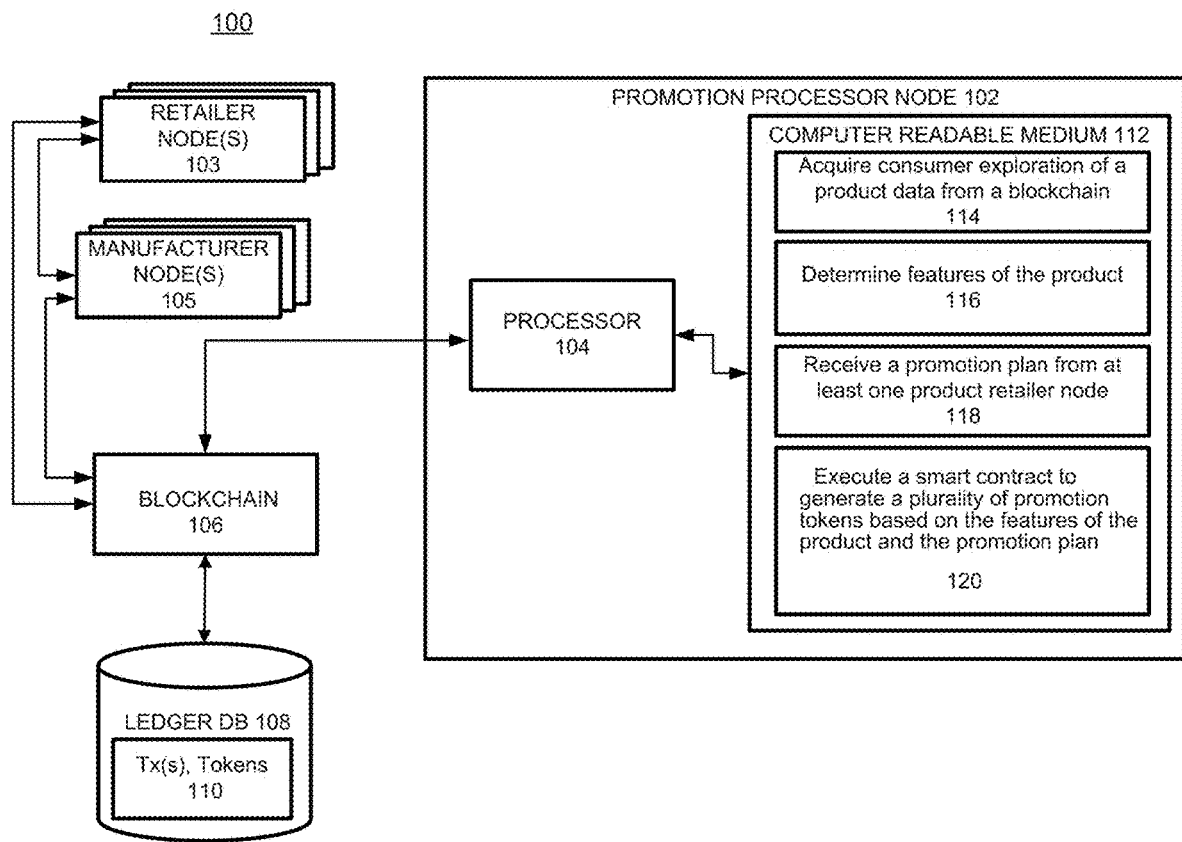 100
RETAILER
NODE(S)
103
MANUFACTURER
NODE(S)
105
BLOCKCHAIN
106
LEDGER DB 108
Tx(s), Tokens
110
PROMOTION PROCESSOR NODE 102
PROCESSOR
104
COMPUTER READABLE MEDIUM 112
Acquire consumer exploration of a
product data from a blockchain
114
Determine features of the product
116
Receive a promotion plan from at
least one product retailer node
118
Execute a smart contract to
generate a plurality of promotion
tokens based on the features of the
product and the promotion plan
120